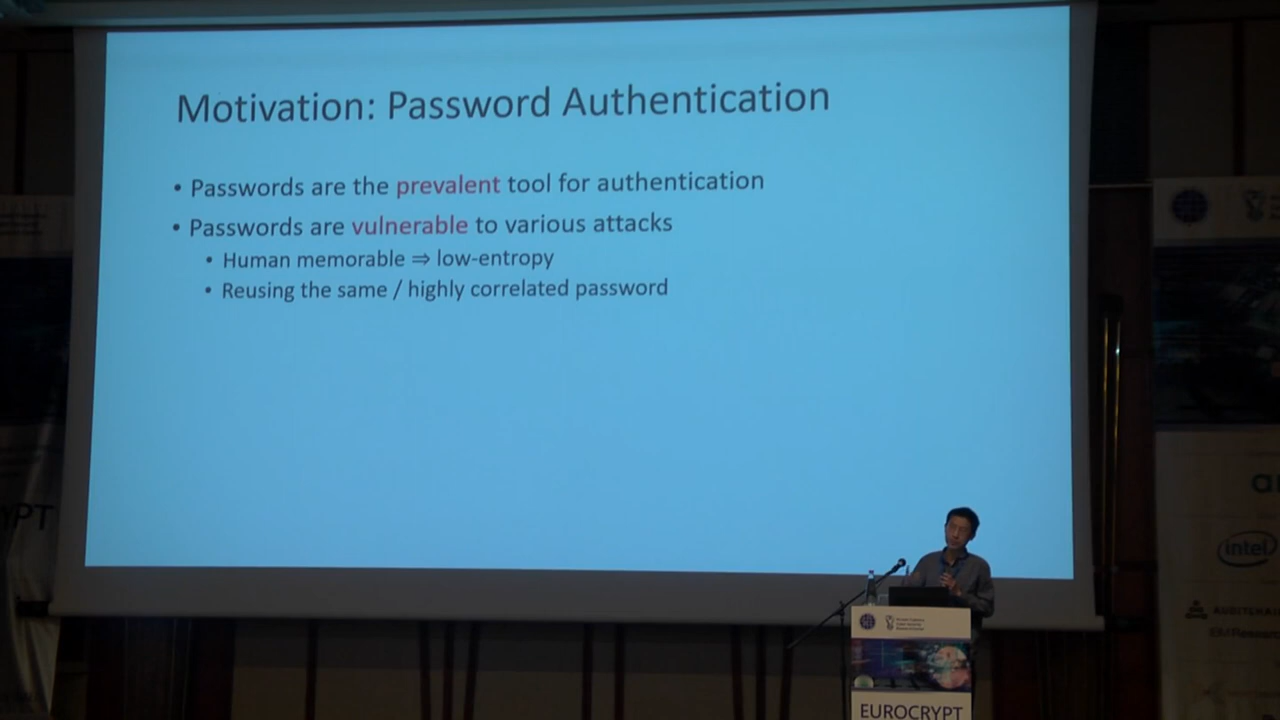 Motivation: Password Authentication
• Passwords are the prevalent tool for authentication
• Passwords are vulnerable to various attacks
• Human memorable ⇒ low-entropy
• Reusing the same / highly correlated password
intel
EUROCRYPT